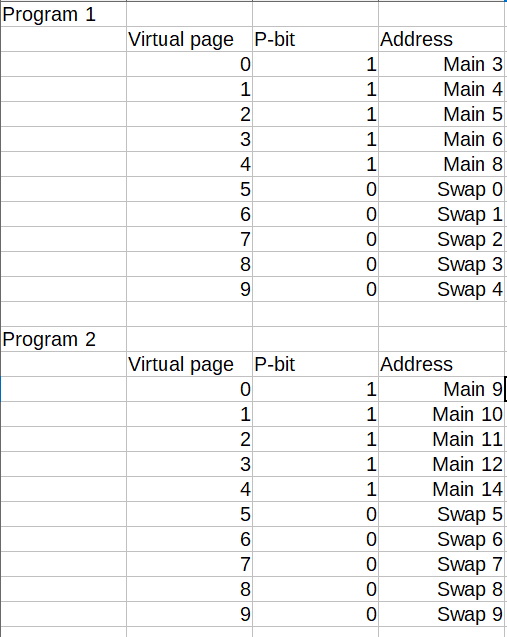 Program 1
Virtual page P-bit Address
0 1 Main 3
1 1 Main 4
2 1 Main 5
3 1 Main 6
4 1 Main 8
5 0 Swap 0
6 0 Swap 1
7 0 Swap 2
8 0 Swap 3
9 0 Swap 4
Program 2
Virtual page P-bit Address
0 1 Main 9
1 1 Main 10
2 1 Main 11
3 1 Main 12
4 1 Main 14
5 0 Swap 5
6 0 Swap 6
7 0 Swap 7
8 0 Swap 8
9 0 Swap 9